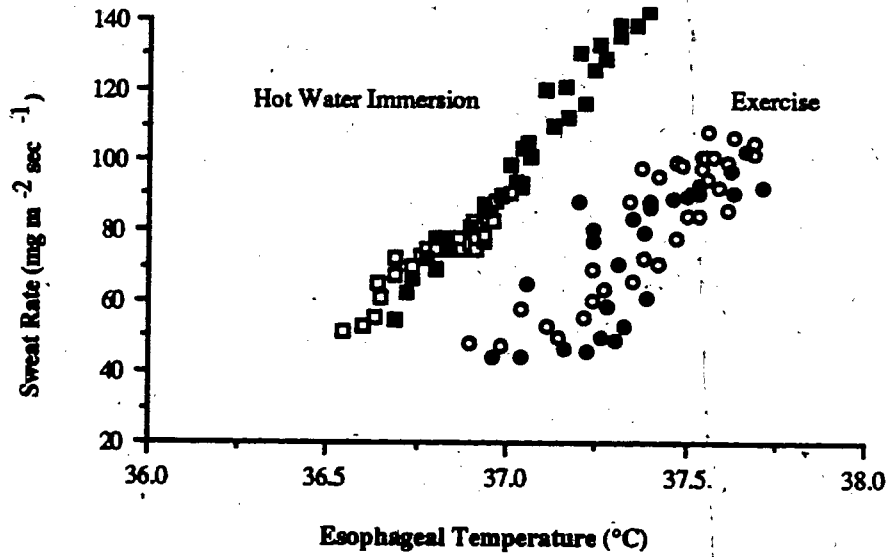 140
120
100
80
60
40
20
Sweat Rate (mg m -2 sec -1)
Hot Water Immersion
Exercise
36.0 36.5 37.0 37.5 38.0
Esophageal Temperature (°C)